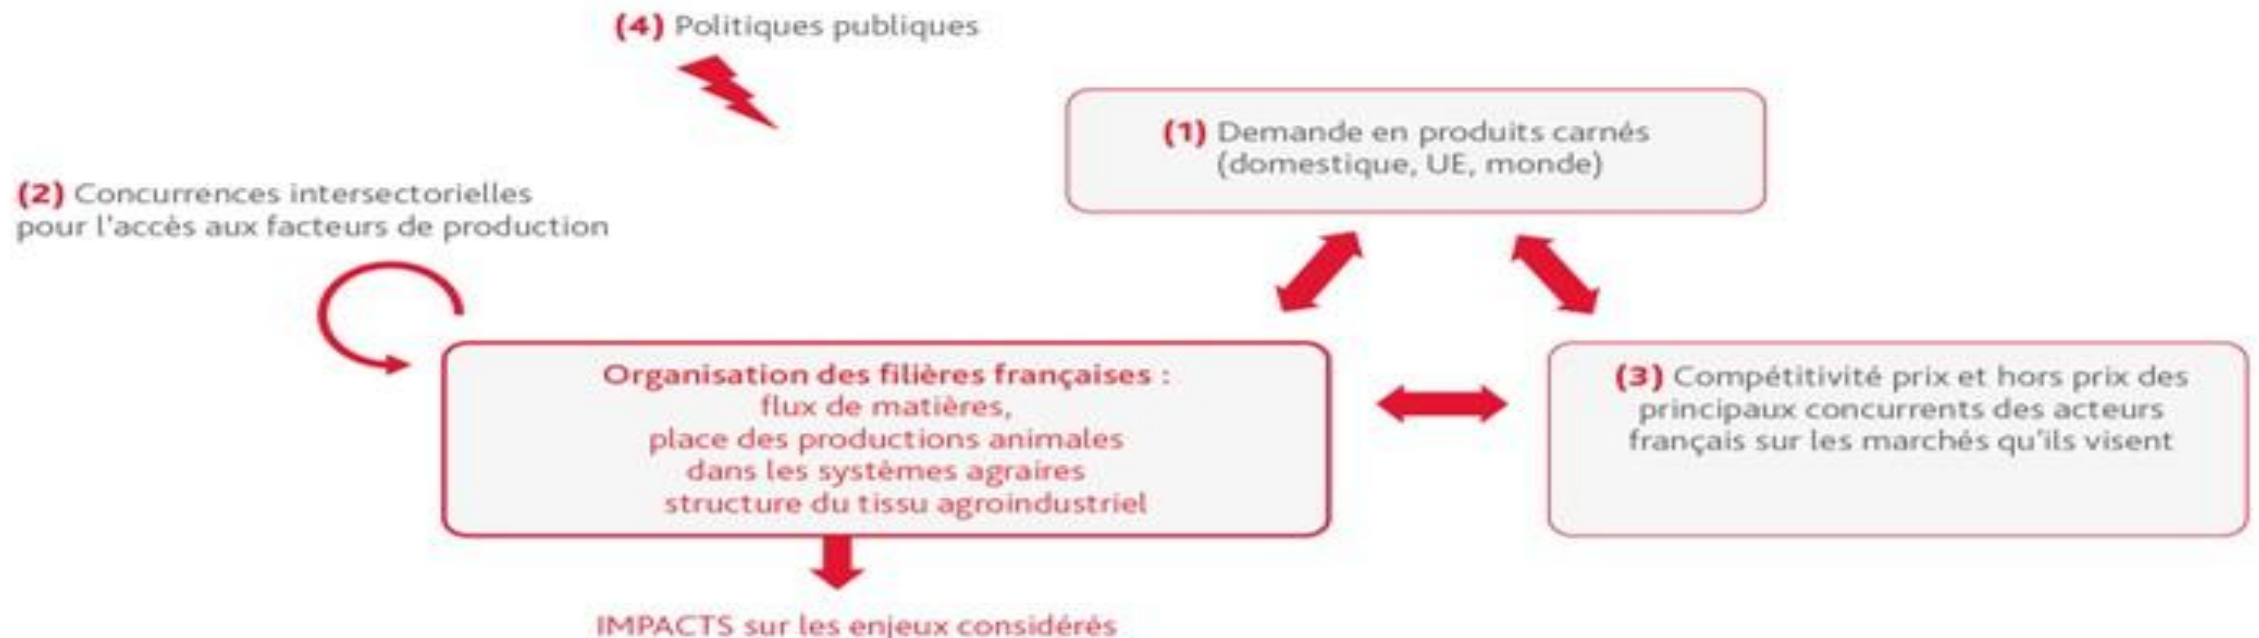 (4) Politiques publiques
(1) Demande en produits carnés
(domestique, UE, monde)
(2) Concurrences intersectorielles
pour l'accès aux facteurs de production
Organisation des filières françaises :
flux de matières,
place des productions animales
dans les systèmes agraires
structure du tissu agroindustriel
(3) Compétitivité prix et hors prix des
principaux concurrents des acteurs
français sur les marchés qu'ils visent
IMPACTS sur les enjeux considérés